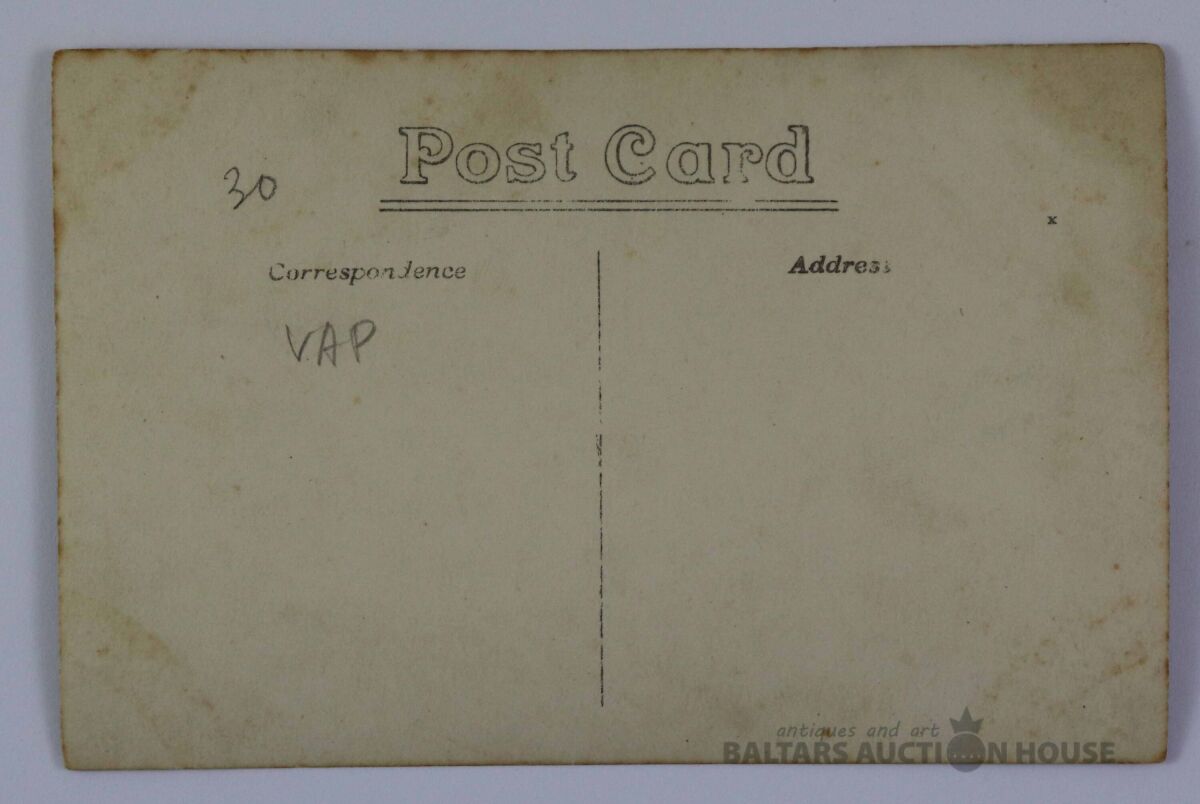 Post Card
30
x
Correspondence
Address
VAP
antiques and art
BALTARS AUCTION HOUSE